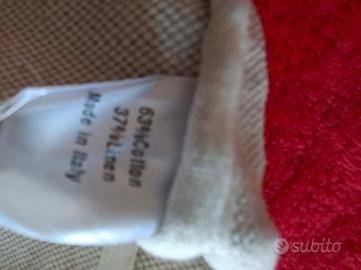 63%Cotton
37%Linen
Made in Italy
subito